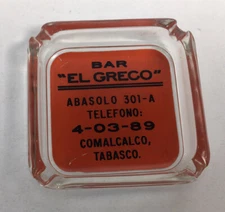 BAR
"EL GRECO"
ABASOLO 301-A
TELEFONO:
4-03-89
COMALCALCO,
TABASCO.